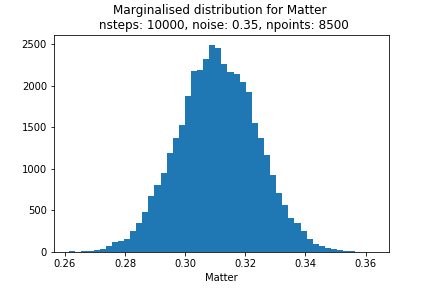 Marginalised distribution for Matter
nsteps: 10000, noise: 0.35, npoints: 8500
2500
2000
1500
1000
500
0
0.26 0.28 0.30 0.32 0.34 0.36
Matter